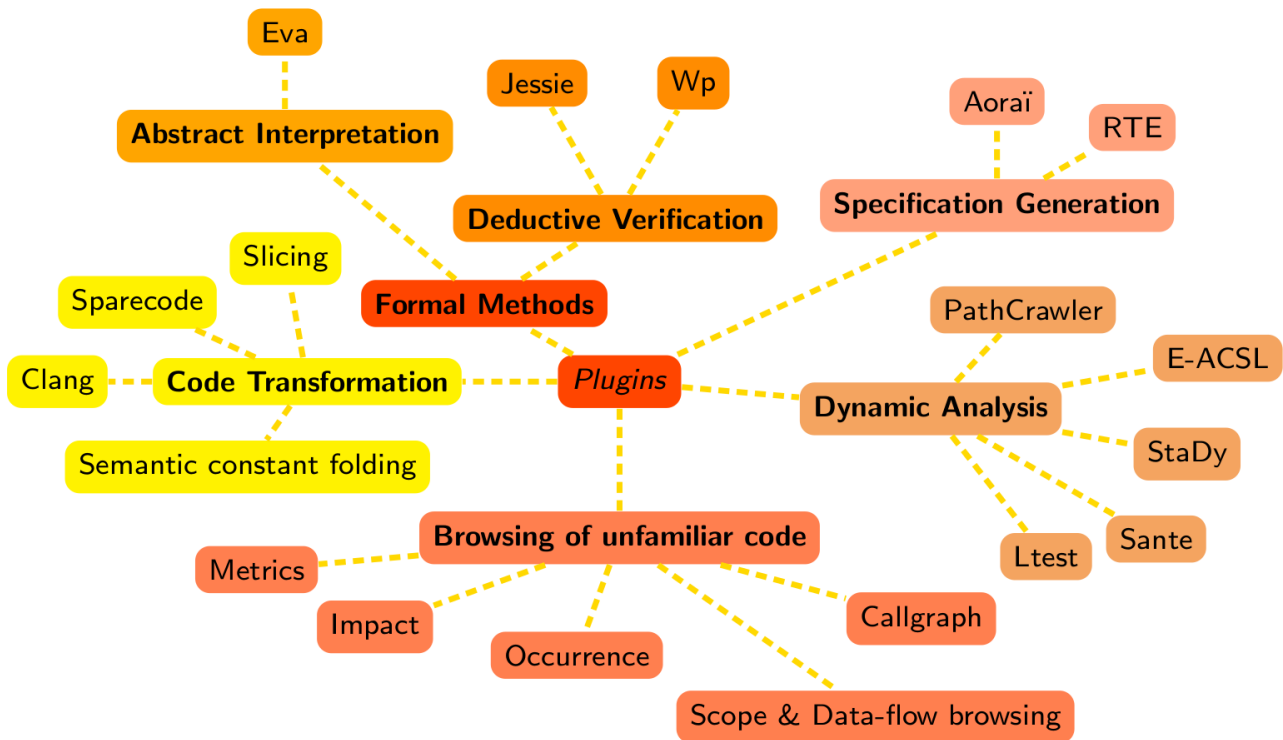 Eva
Jessie
Wp
Aoraï
RTE
Abstract Interpretation
Deductive Verification
Specification Generation
Slicing
Sparecode
Formal Methods
PathCrawler
E-ACSL
Clang
Code Transformation
Plugins
Dynamic Analysis
Semantic constant folding
StaDy
Browsing of unfamiliar code
Sante
Ltest
Metrics
Impact
Callgraph
Occurrence
Scope & Data-flow browsing